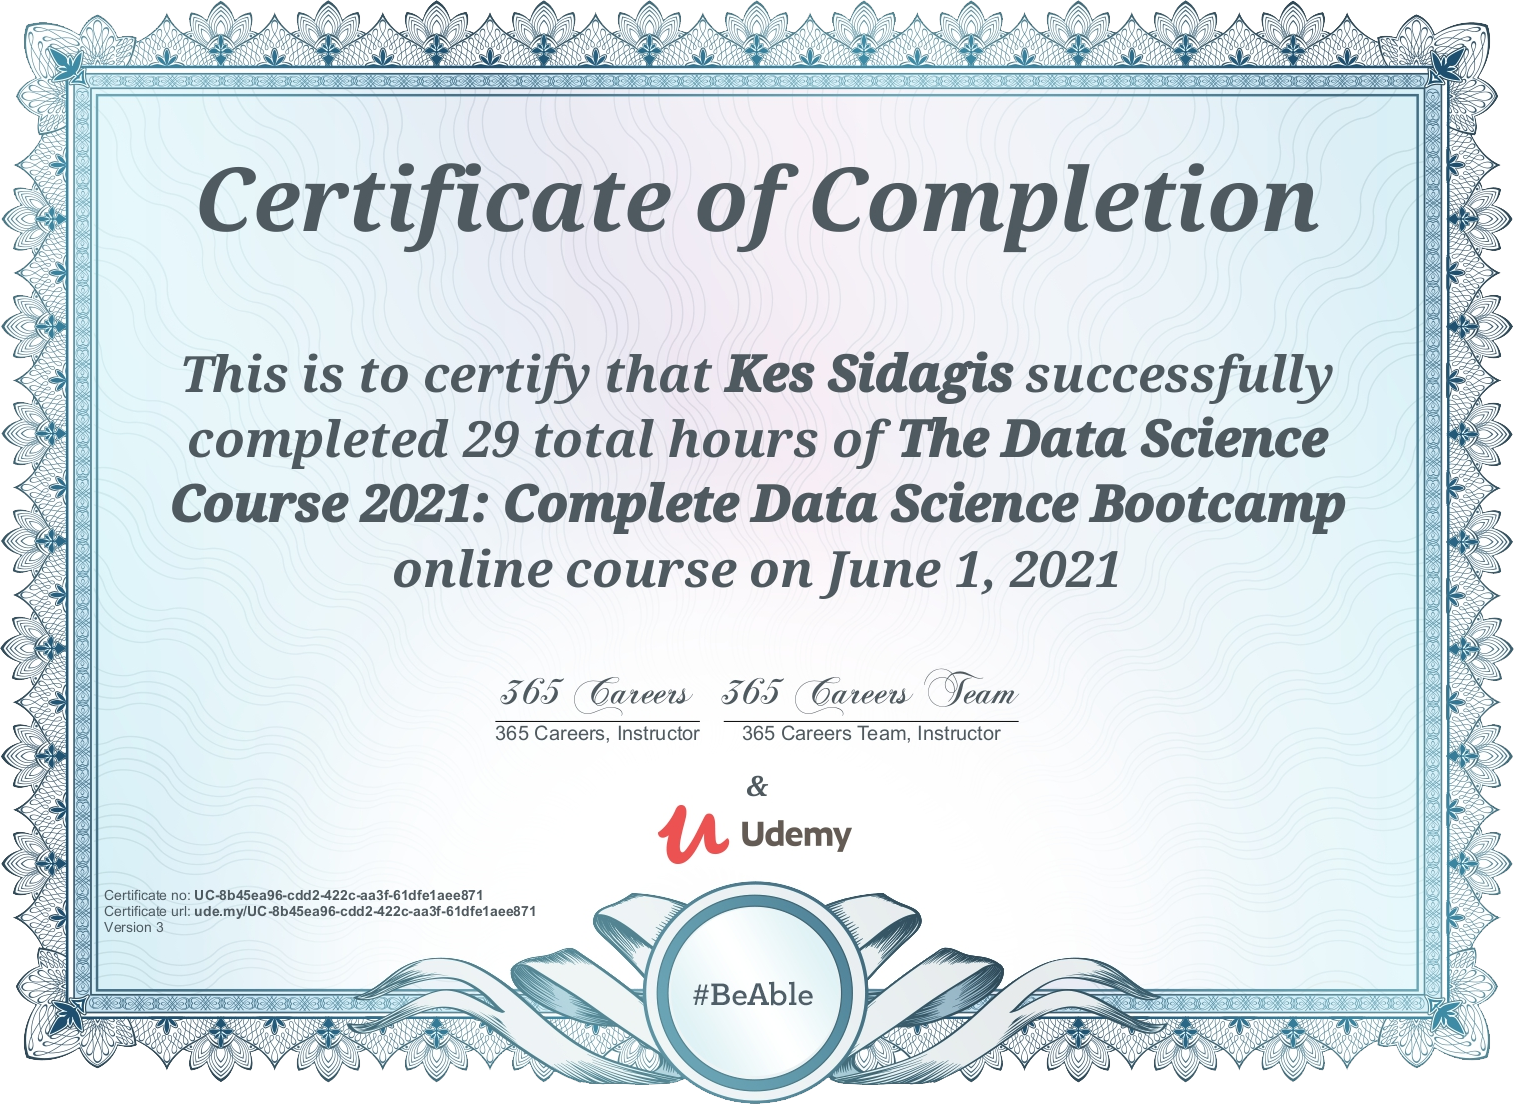 Certificate of Completion
This is to certify that Kes Sidagis successfully
completed 29 total hours of The Data Science
Course 2021: Complete Data Science Bootcamp
online course on June 1, 2021
365 Careers 365 Careers Team
365 Careers, Instructor 365 Careers Team, Instructor
&
Udemy
Certificate no: UC-8b45ea96-cdd2-422c-aa3f-61dfe1aee871
Certificate url: ude.my/UC-8b45ea96-cdd2-422c-aa3f-61dfe1aee871
Version 3
#BeAble